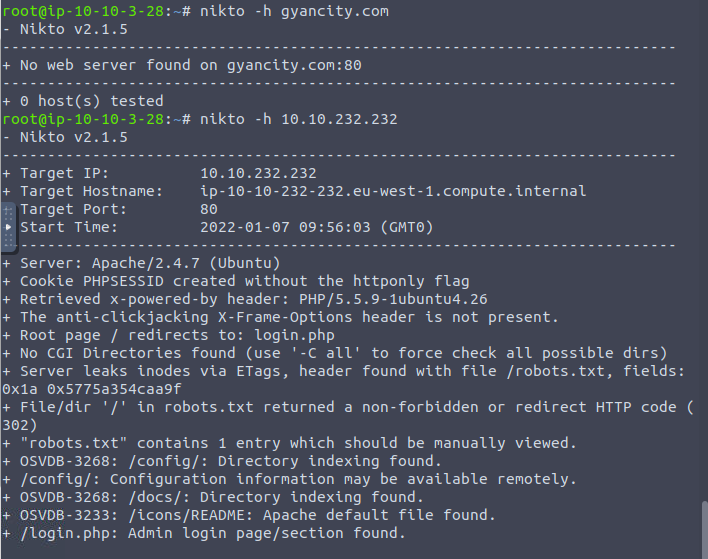 root@ip-10-10-3-28:~# nikto -h gyancity.com
- Nikto v2.1.5
---------------------------------------------------------------------------
+ No web server found on gyancity.com:80
---------------------------------------------------------------------------
+ 0 host(s) tested
root@ip-10-10-3-28:~# nikto -h 10.10.232.232
- Nikto v2.1.5
---------------------------------------------------------------------------
+ Target IP:          10.10.232.232
+ Target Hostname:    ip-10-10-232-232.eu-west-1.compute.internal
Target Port:        80
Start Time:         2022-01-07 09:56:03 (GMT0)
---------------------------------------------------------------------------
+ Server: Apache/2.4.7 (Ubuntu)
+ Cookie PHPSESSID created without the httponly flag
+ Retrieved x-powered-by header: PHP/5.5.9-1ubuntu4.26
+ The anti-clickjacking X-Frame-Options header is not present.
+ Root page / redirects to: login.php
+ No CGI Directories found (use '-C all' to force check all possible dirs)
+ Server leaks inodes via ETags, header found with file /robots.txt, fields:
0x1a 0x5775a354caa9f
+ File/dir '/' in robots.txt returned a non-forbidden or redirect HTTP code (
302)
+ "robots.txt" contains 1 entry which should be manually viewed.
+ OSVDB-3268: /config/: Directory indexing found.
+ /config/: Configuration information may be available remotely.
+ OSVDB-3268: /docs/: Directory indexing found.
+ OSVDB-3233: /icons/README: Apache default file found.
+ /login.php: Admin login page/section found.